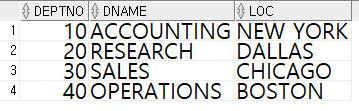 DEPTNO DNAME LOC
1 10 ACCOUNTING NEW YORK
2 20 RESEARCH DALLAS
3 30 SALES CHICAGO
4 40 OPERATIONS BOSTON